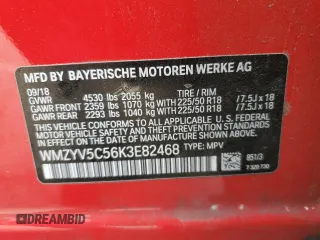 MFD BY BAYERISCHE MOTOREN WERKE AG
09/18
GVWR 4530 lbs 2055 kg TIRE / RIM
GAWR FRONT 2359 lbs 1070 kg WITH 225/50 R18 /7.5J x 18
GAWR REAR 2293 lbs 1040 kg WITH 225/50 R18 /7.5J x 18
THIS VEHICLE CONFORMS TO ALL APPLICABLE U. S. FEDERAL
MOTOR VEHICLE SAFETY, BUMPER, AND THEFT PREVENTION STANDARDS
IN EFFECT ON THE DATE OF MANUFACTURE SHOWN ABOVE.
WMZYV5C56K3E82468 TYPE: MPV
DREAMBID